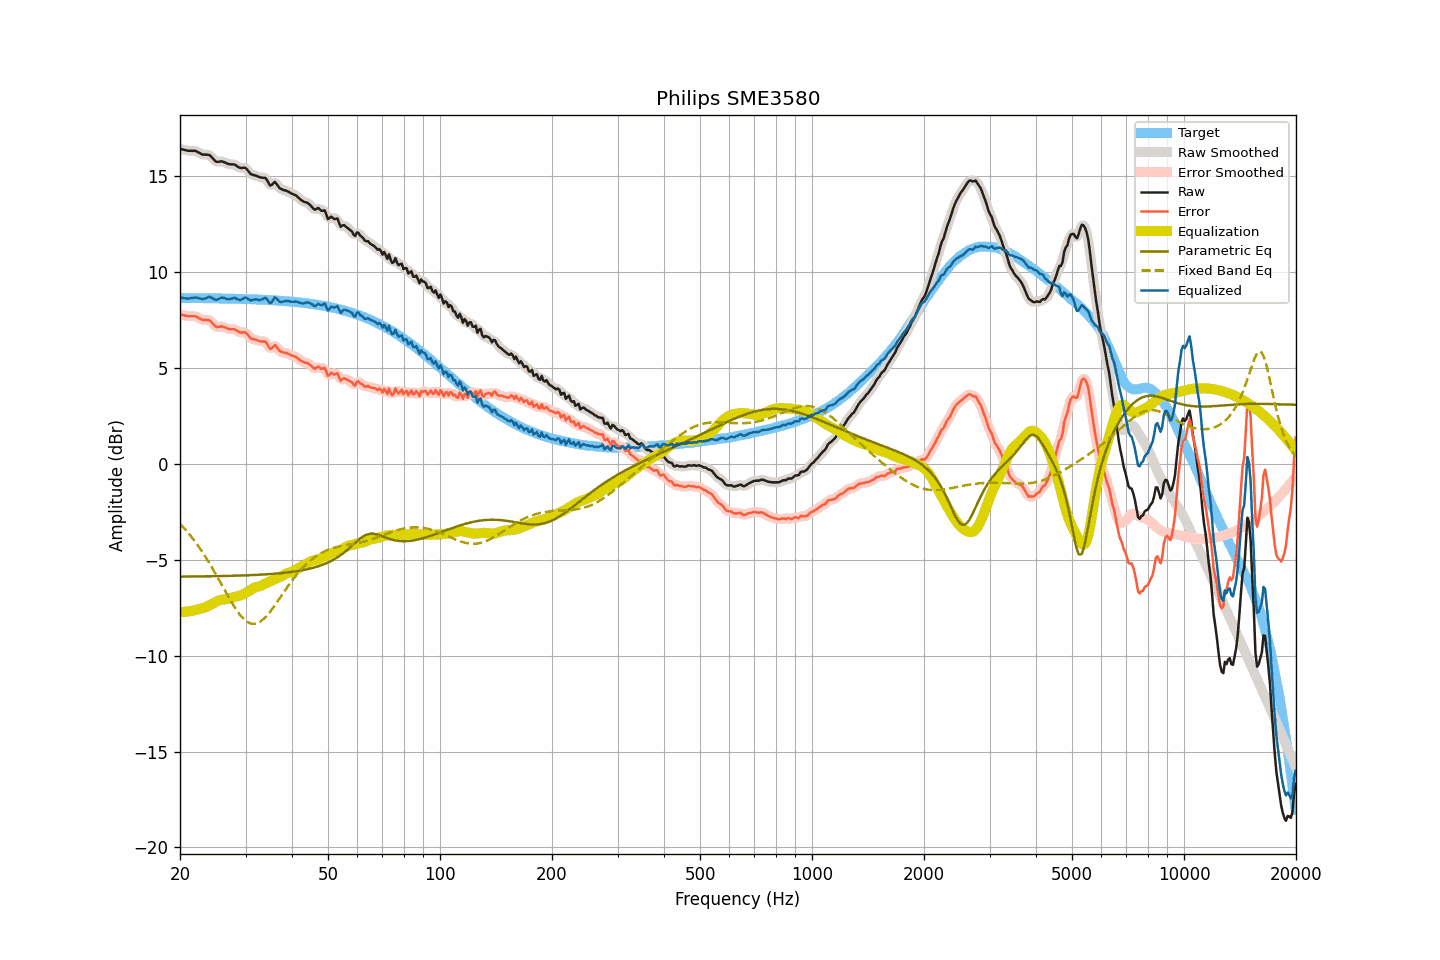 Philips SME3580
Target
Raw Smoothed
Error Smoothed
Raw
Error
Equalization
Parametric Eq
Fixed Band Eq
Equalized
Amplitude (dBr)
15
10
5
0
−5
−10
−15
−20
20 50 100 200 500 1000 2000 5000 10000 20000
Frequency (Hz)